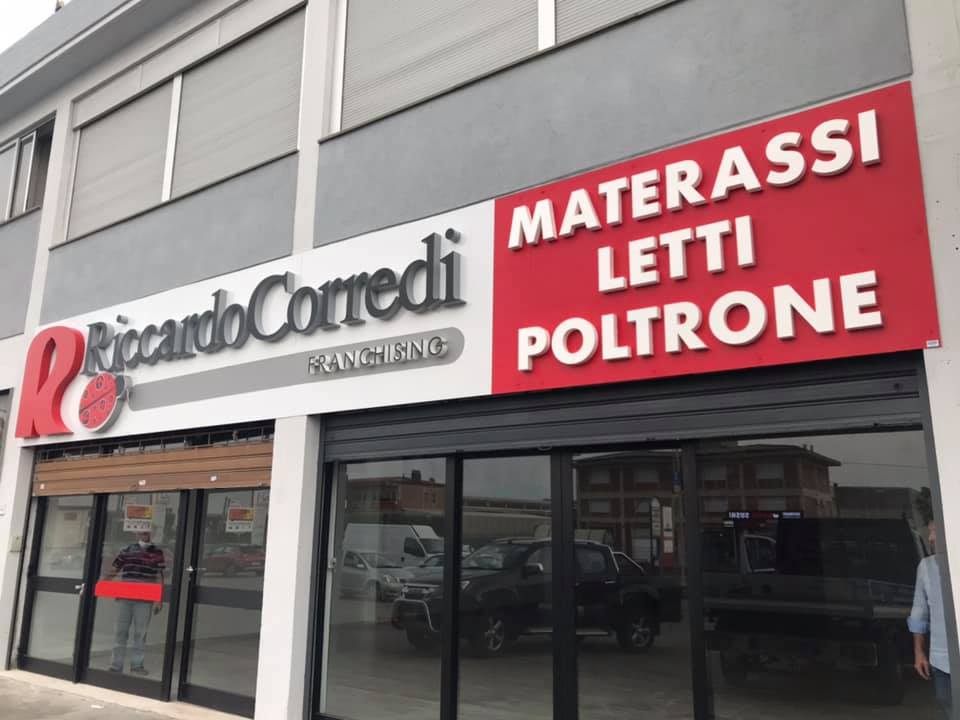 R
RiccardoCorredi
FRANCHISING
MATERASSI
LETTI
POLTRONE